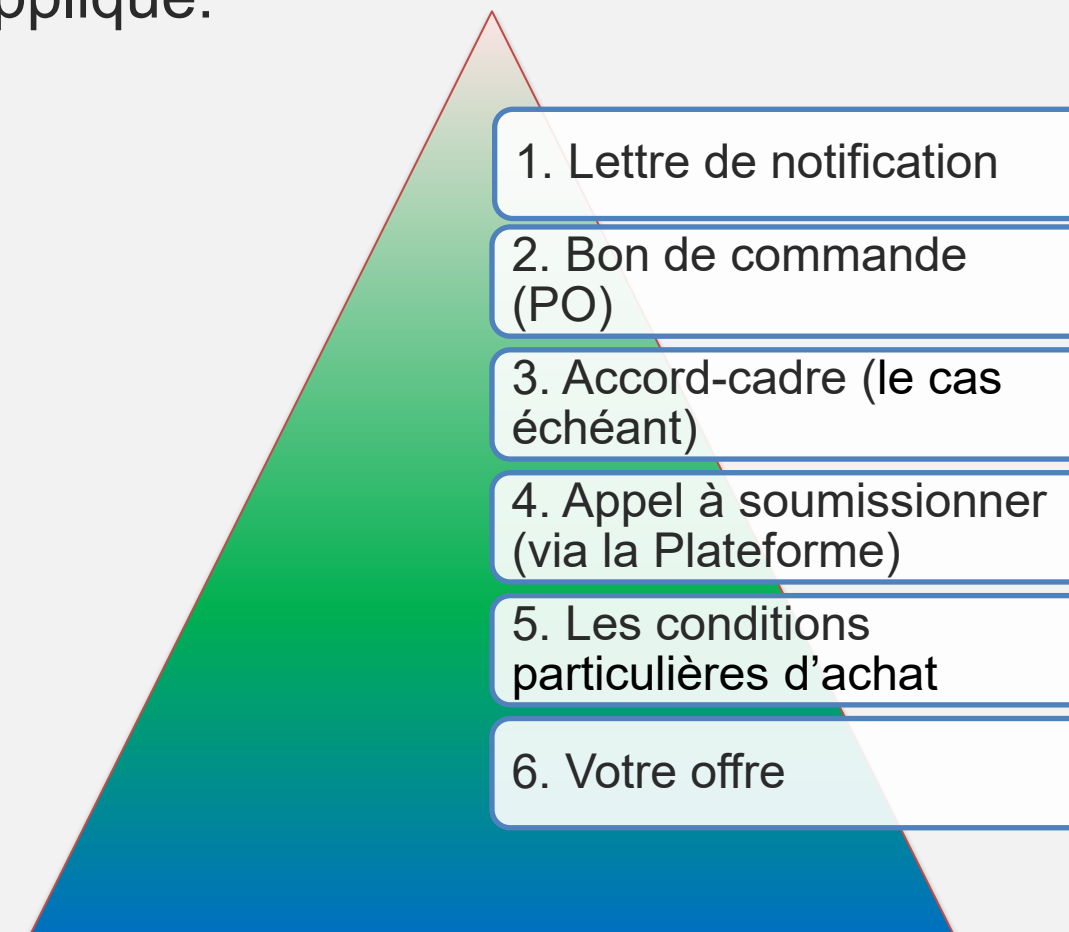 pplique.
1. Lettre de notification
2. Bon de commande
(PO)
3. Accord-cadre (le cas
échéant)
4. Appel à soumissionner
(via la Plateforme)
5. Les conditions
particulières d’achat
6. Votre offre